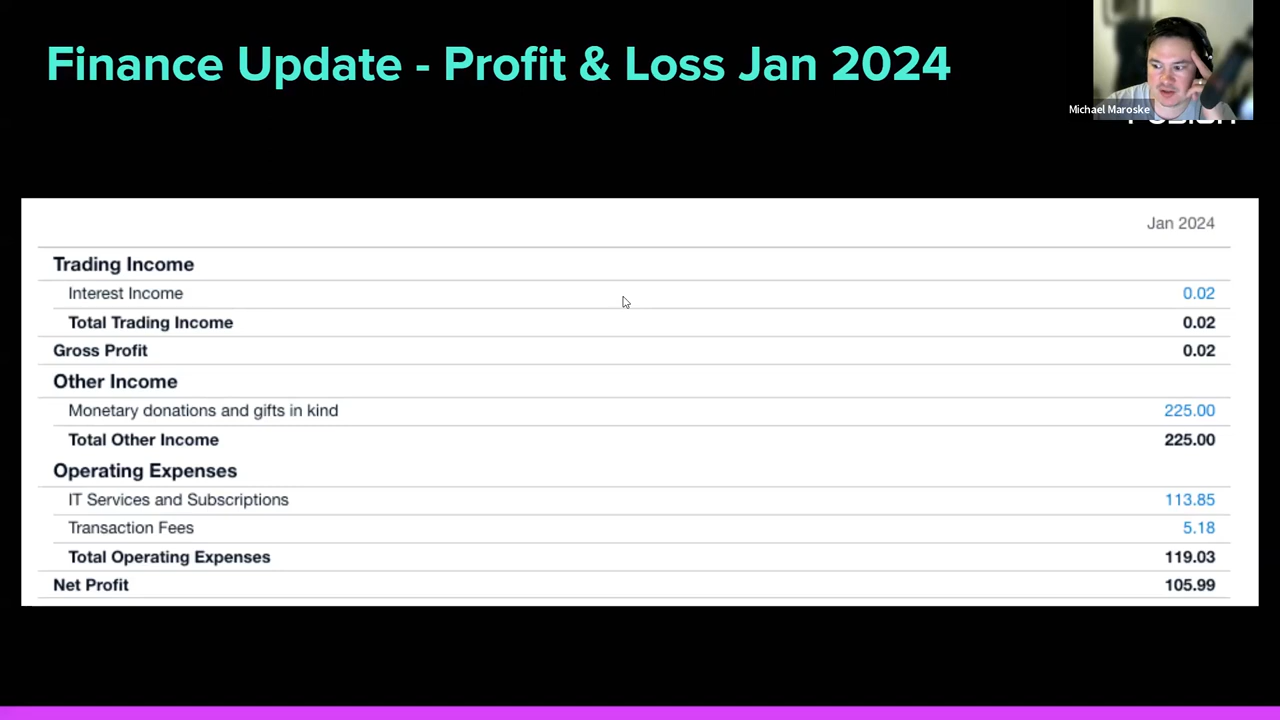 Finance Update - Profit & Loss Jan 2024
Michael Maroske
Jan 2024
Trading Income
Interest Income 0.02
Total Trading Income 0.02
Gross Profit 0.02
Other Income
Monetary donations and gifts in kind 225.00
Total Other Income 225.00
Operating Expenses
IT Services and Subscriptions 113.85
Transaction Fees 5.18
Total Operating Expenses 119.03
Net Profit 105.99